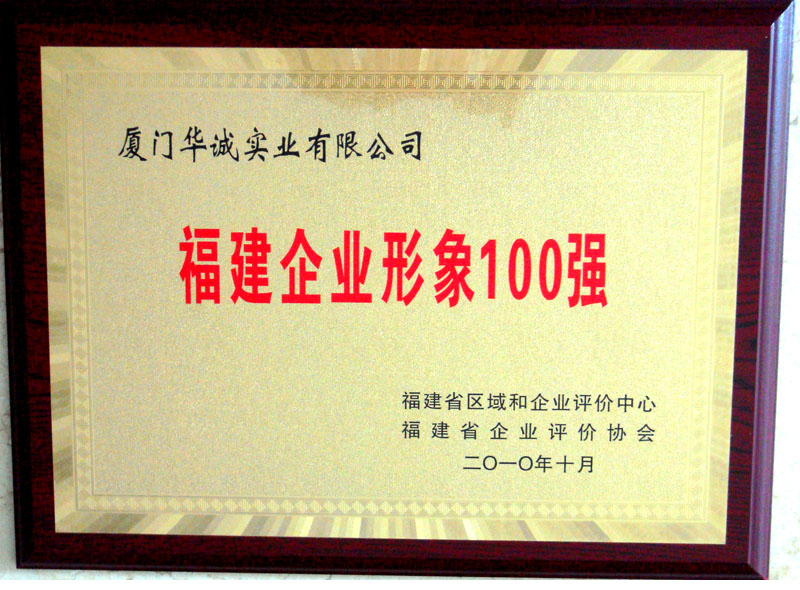 厦门华诚实业有限公司
福建企业形象100强
福建省区域和企业评价中心
福建省企业评价协会
二〇一〇年十月